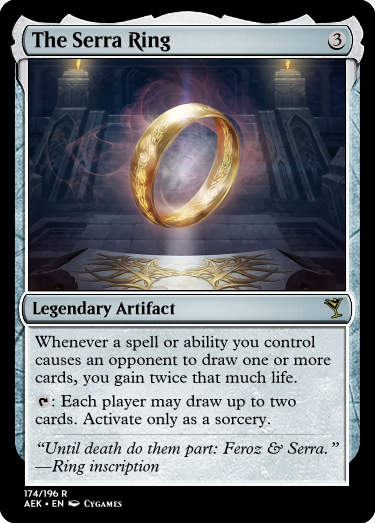 The Serra Ring 3
Legendary Artifact
Whenever a spell or ability you control
causes an opponent to draw one or more
cards, you gain twice that much life.
: Each player may draw up to two
cards. Activate only as a sorcery.
“Until death do them part: Feroz & Serra.”
—Ring inscription
174/196 R
AEK • EN Cygames